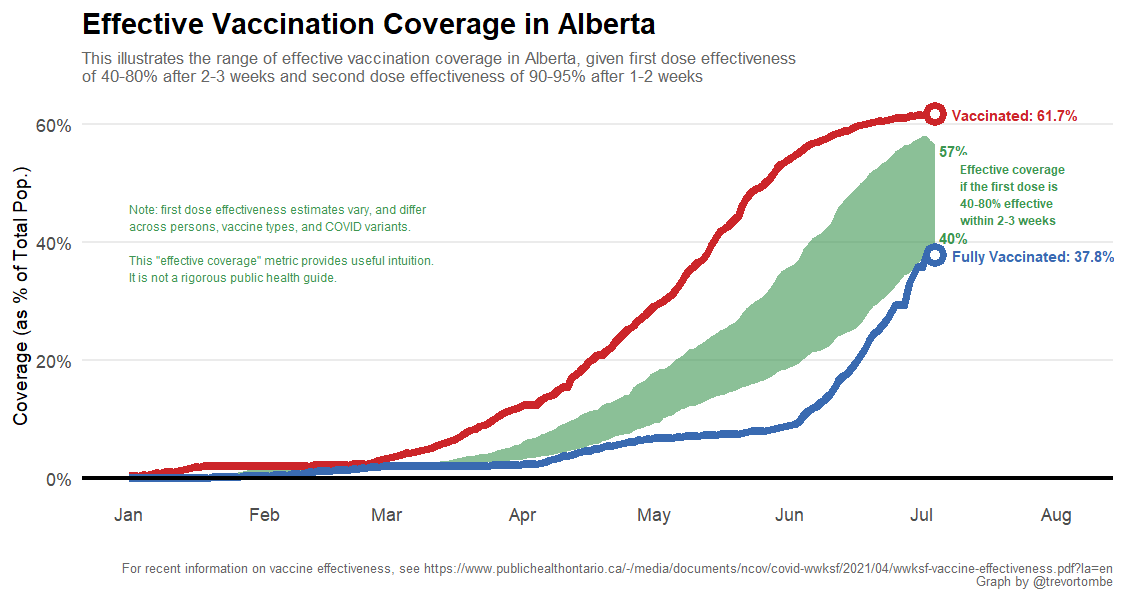 Effective Vaccination Coverage in Alberta
This illustrates the range of effective vaccination coverage in Alberta, given first dose effectiveness
of 40-80% after 2-3 weeks and second dose effectiveness of 90-95% after 1-2 weeks
Coverage (as % of Total Pop.)
60%
40%
20%
0%
Note: first dose effectiveness estimates vary, and differ
across persons, vaccine types, and COVID variants.
This "effective coverage" metric provides useful intuition.
It is not a rigorous public health guide.
Vaccinated: 61.7%
57%
Effective coverage
if the first dose is
40-80% effective
within 2-3 weeks
40%
Fully Vaccinated: 37.8%
Jan
Feb
Mar
Apr
May
Jun
Jul
Aug
For recent information on vaccine effectiveness, see https://www.publichealthontario.ca/-/media/documents/ncov/covid-wwksf/2021/04/wwksf-vaccine-effectiveness.pdf?la=en
Graph by @trevortombe